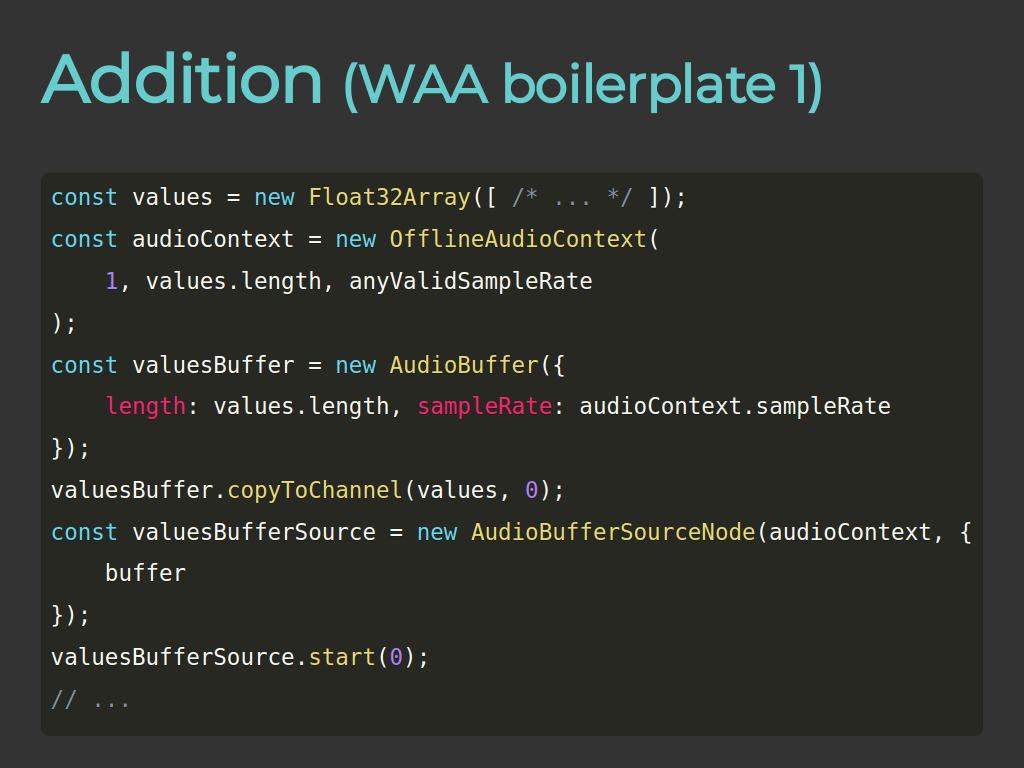 Addition (WAA boilerplate 1)
const values = new Float32Array([ /* ... */ ]);
const audioContext = new OfflineAudioContext(
    1, values.length, anyValidSampleRate
);
const valuesBuffer = new AudioBuffer({
    length: values.length, sampleRate: audioContext.sampleRate
});
valuesBuffer.copyToChannel(values, 0);
const valuesBufferSource = new AudioBufferSourceNode(audioContext, {
    buffer
});
valuesBufferSource.start(0);
// ...